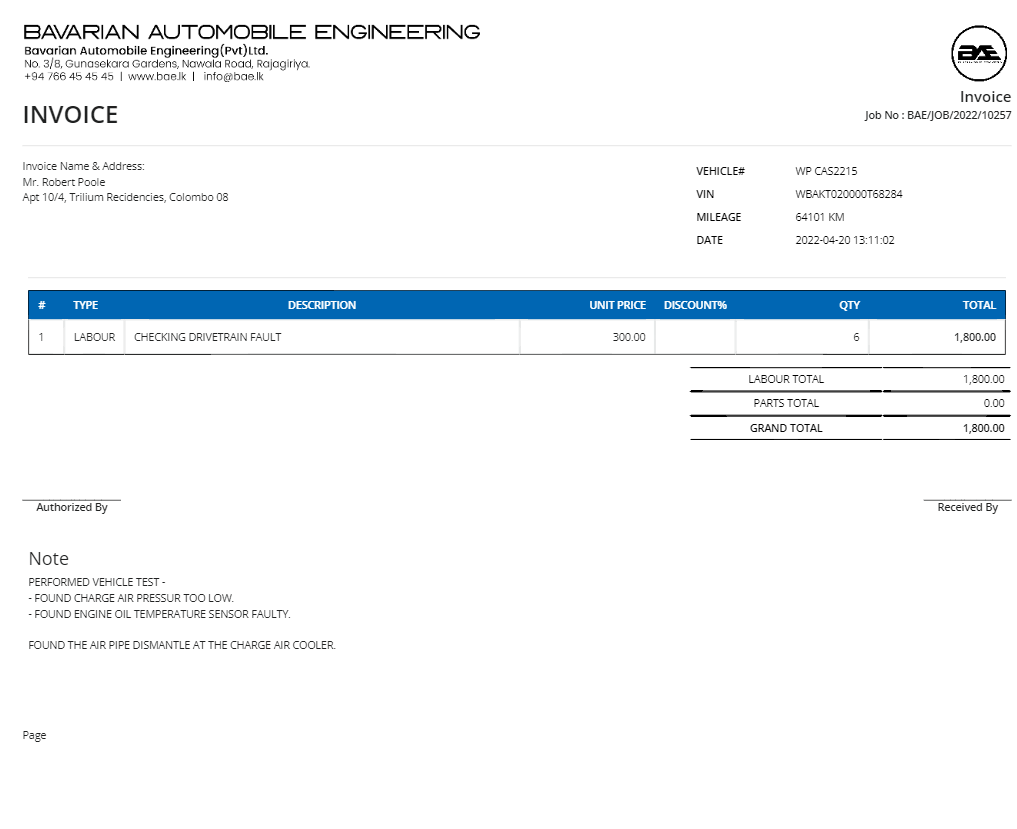 BAVARIAN AUTOMOBILE ENGINEERING
Bavarian Automobile Engineering(Pvt)Ltd.
No. 3/8, Gunasekara Gardens, Nawala Road, Rajagiriya.
+94 766 45 45 45 | www.bae.lk | info@bae.lk
BAE
Invoice
INVOICE
Job No : BAE/JOB/2022/10257
Invoice Name & Address:
Mr. Robert Poole
Apt 10/4, Trilium Recidencies, Colombo 08
VEHICLE# WP CAS2215
VIN WBAKT020000T68284
MILEAGE 64101 KM
DATE 2022-04-20 13:11:02
# TYPE DESCRIPTION UNIT PRICE DISCOUNT% QTY TOTAL
1 LABOUR CHECKING DRIVETRAIN FAULT 300.00 6 1,800.00
LABOUR TOTAL 1,800.00
PARTS TOTAL 0.00
GRAND TOTAL 1,800.00
Authorized By Received By
Note
PERFORMED VEHICLE TEST -
- FOUND CHARGE AIR PRESSUR TOO LOW.
- FOUND ENGINE OIL TEMPERATURE SENSOR FAULTY.
FOUND THE AIR PIPE DISMANTLE AT THE CHARGE AIR COOLER.
Page